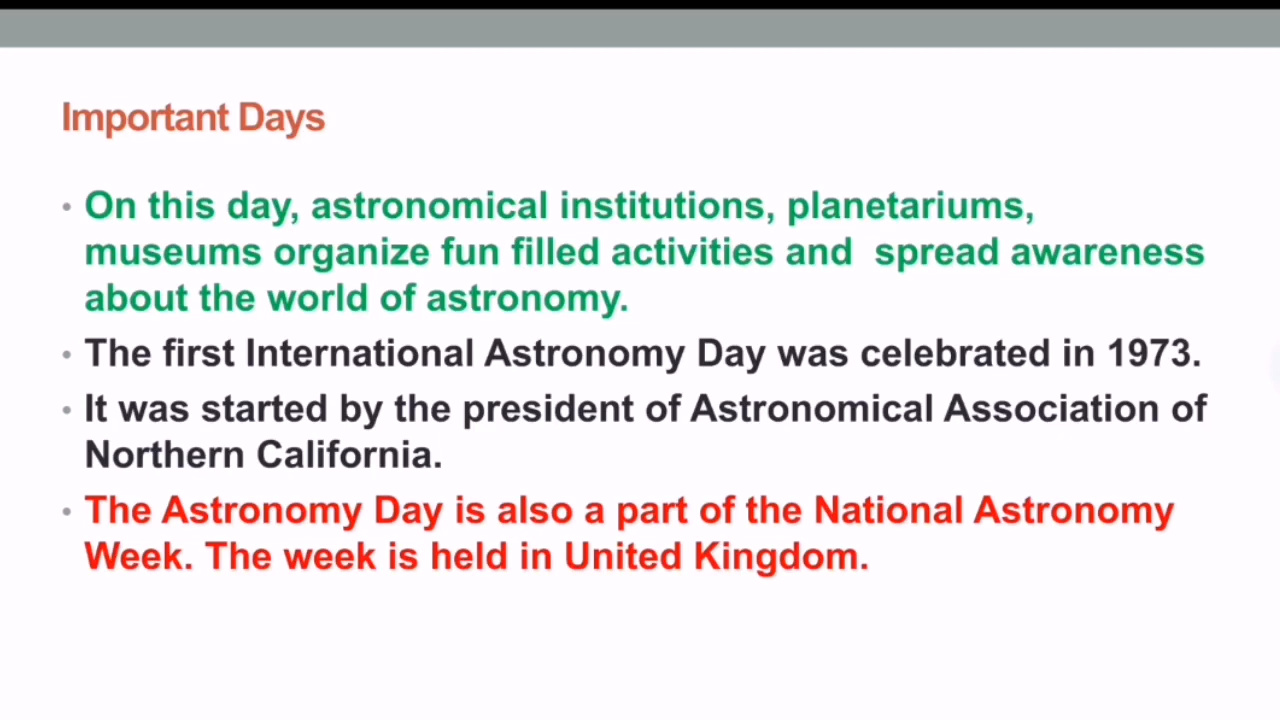 Important Days
• On this day, astronomical institutions, planetariums,
museums organize fun filled activities and  spread awareness
about the world of astronomy.
• The first International Astronomy Day was celebrated in 1973.
• It was started by the president of Astronomical Association of
Northern California.
• The Astronomy Day is also a part of the National Astronomy
Week. The week is held in United Kingdom.